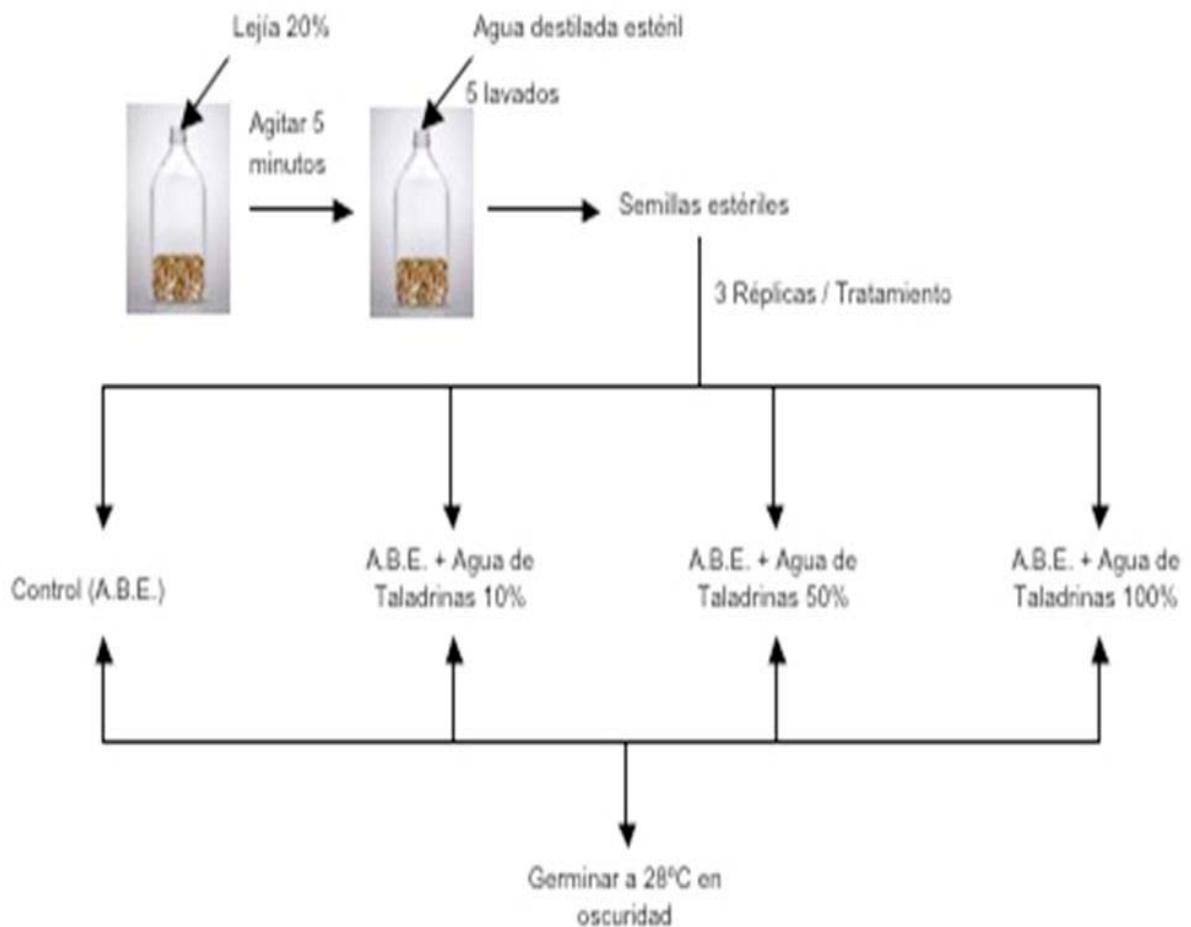 Lejía 20%
Agua destilada estéril
5 lavados
Agitar 5
minutos
Semillas estériles
3 Réplicas / Tratamiento
Control (A.B.E.)
A.B.E. + Agua de
Taladrinas 10%
A.B.E. + Agua de
Taladrinas 50%
A.B.E. + Agua de
Taladrinas 100%
Germinar a 28ºC en
oscuridad